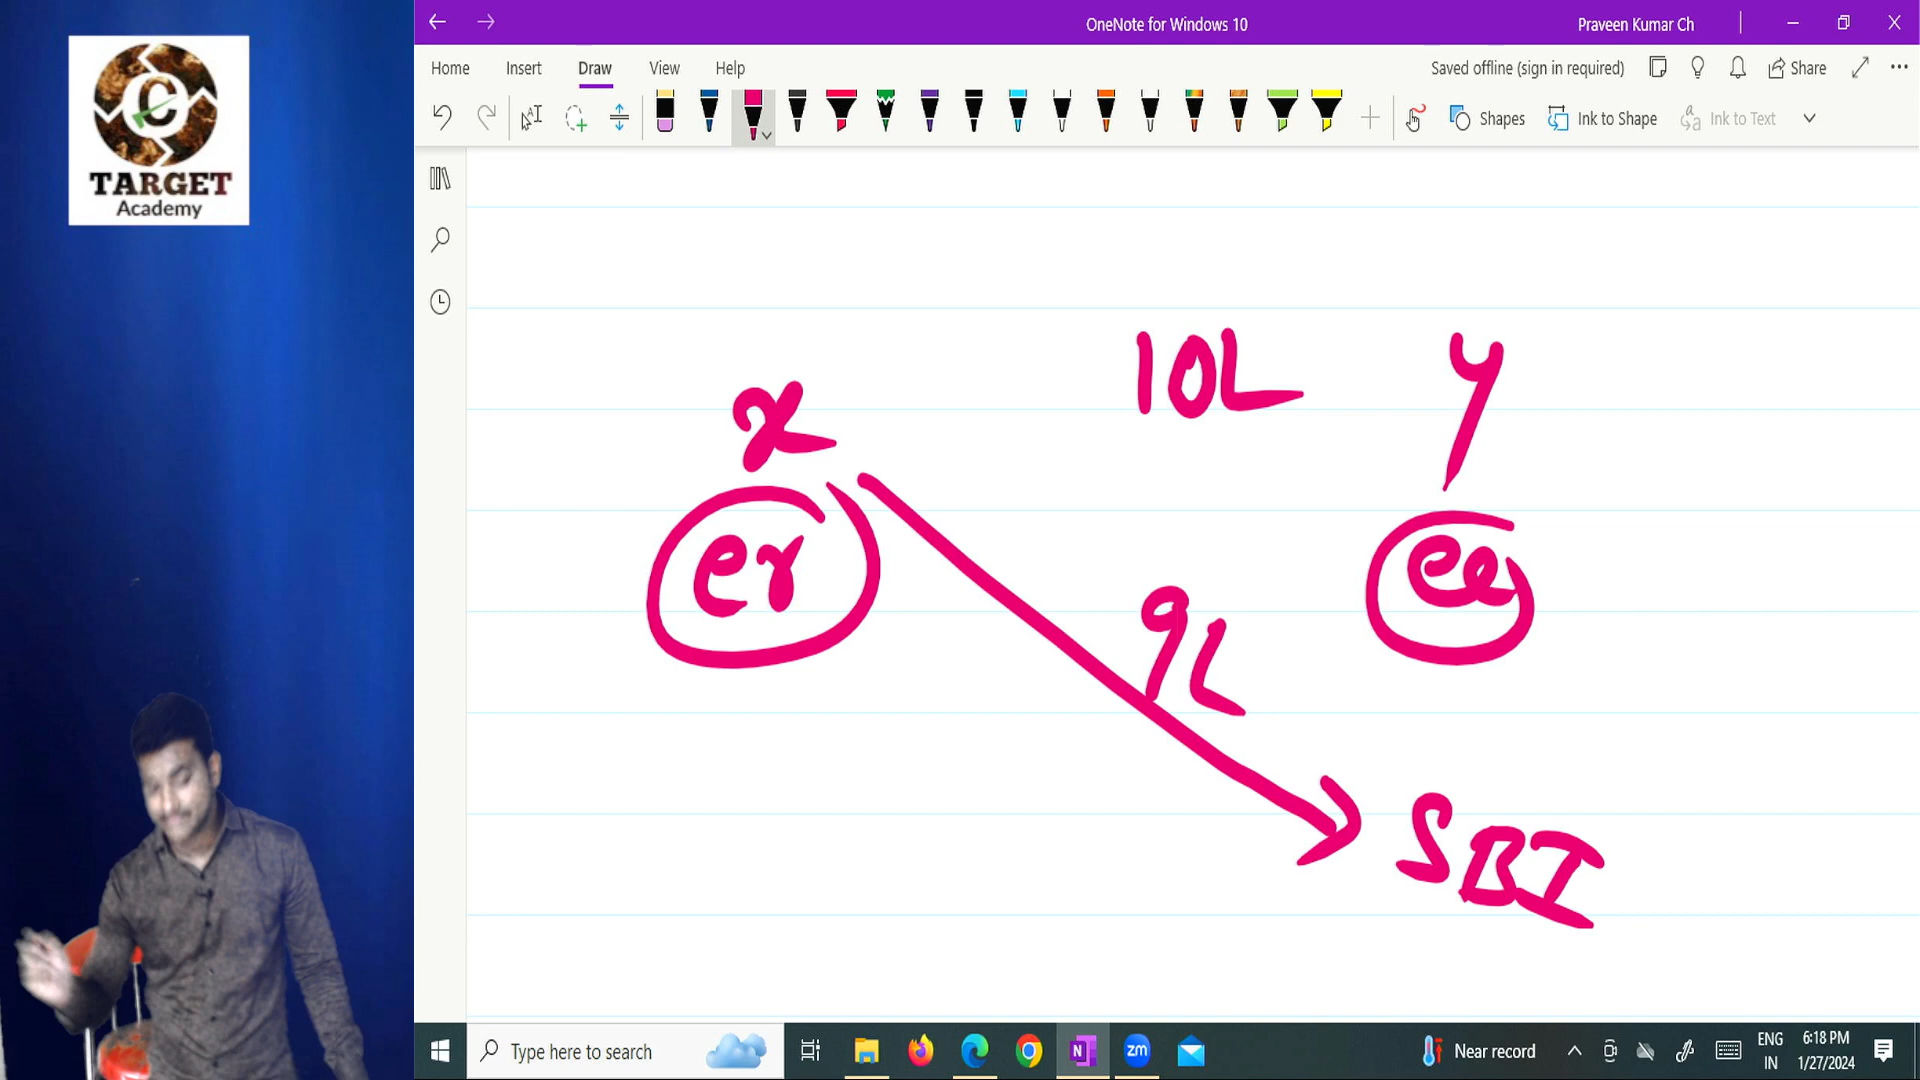 TARGET
Academy
OneNote for Windows 10
Praveen Kumar Ch
Home Insert Draw View Help
Saved offline (sign in required)
Share
Shapes
Ink to Shape
Ink to Text
x 10L y
er ee
9L
SBI
Type here to search
N
zm
Near record
ENG
IN
6:18 PM
1/27/2024